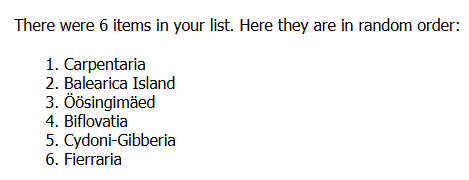 There were 6 items in your list. Here they are in random order:
1. Carpentaria
2. Balearica Island
3. Öösingimäed
4. Biflovatia
5. Cydoni-Gibberia
6. Fierraria